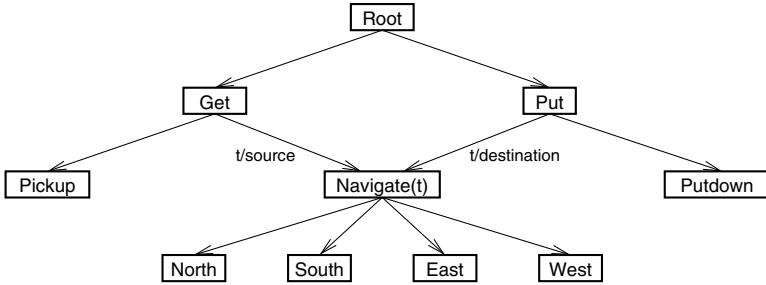 Root
Get
Put
t/source
t/destination
Pickup
Navigate(t)
Putdown
North
South
East
West